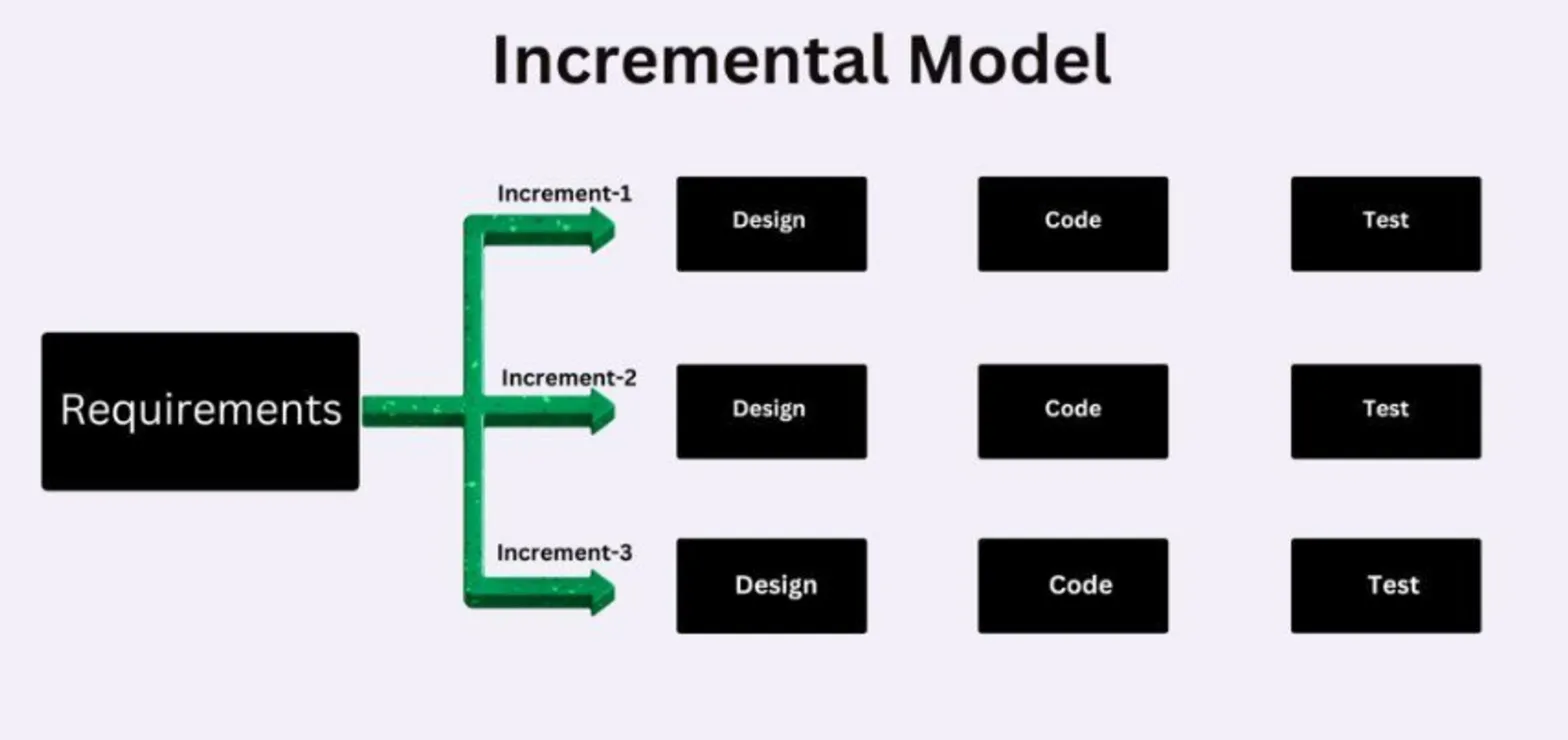 Incremental Model
Increment-1
Design
Code
Test
Requirements
Increment-2
Design
Code
Test
Increment-3
Design
Code
Test